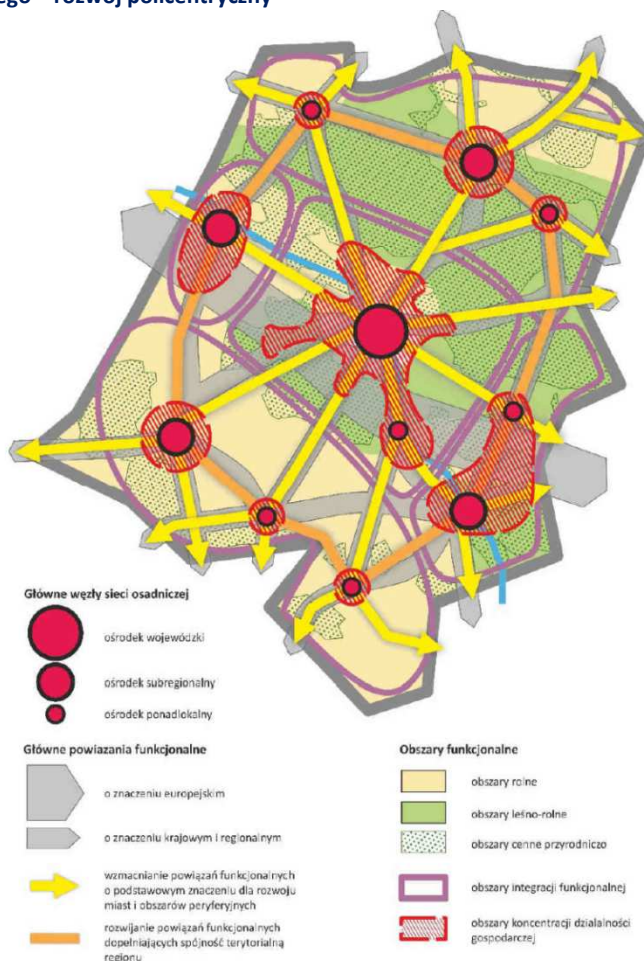 ego – rozwój policentryczny
Główne węzły sieci osadniczej
ośrodek wojewódzki
ośrodek subregionalny
ośrodek ponadlokalny
Główne powiazania funkcjonalne
o znaczeniu europejskim
o znaczeniu krajowym i regionalnym
wzmacnianie powiązań funkcjonalnych
o podstawowym znaczeniu dla rozwoju
miast i obszarów peryferyjnych
rozwijanie powiązań funkcjonalnych
dopełniających spójność terytorialną
regionu
Obszary funkcjonalne
obszary rolne
obszary leśno-rolne
obszary cenne przyrodniczo
obszary integracji funkcjonalnej
obszary koncentracji działalności
gospodarczej